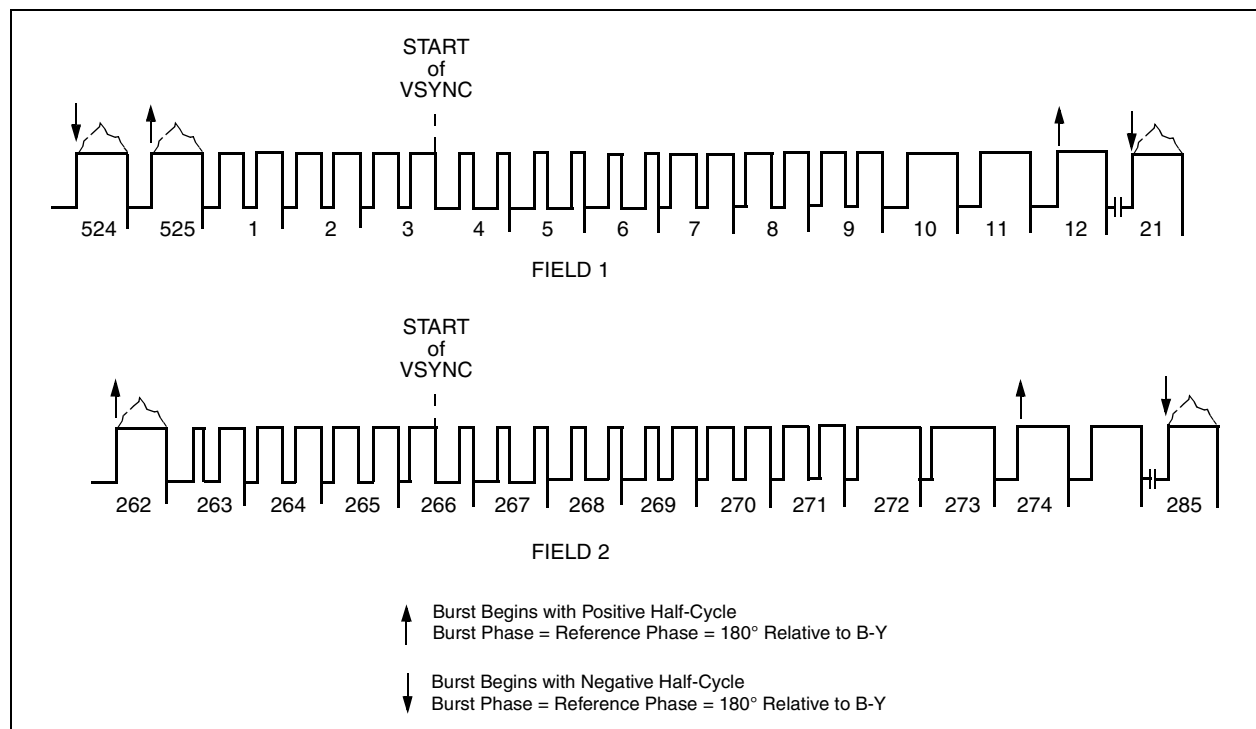 START
of
VSYNC
524 525 1 2 3 4 5 6 7 8 9 10 11 12 21
FIELD 1
START
of
VSYNC
262 263 264 265 266 267 268 269 270 271 272 273 274 285
FIELD 2
Burst Begins with Positive Half-Cycle
Burst Phase = Reference Phase = 180° Relative to B-Y
Burst Begins with Negative Half-Cycle
Burst Phase = Reference Phase = 180° Relative to B-Y